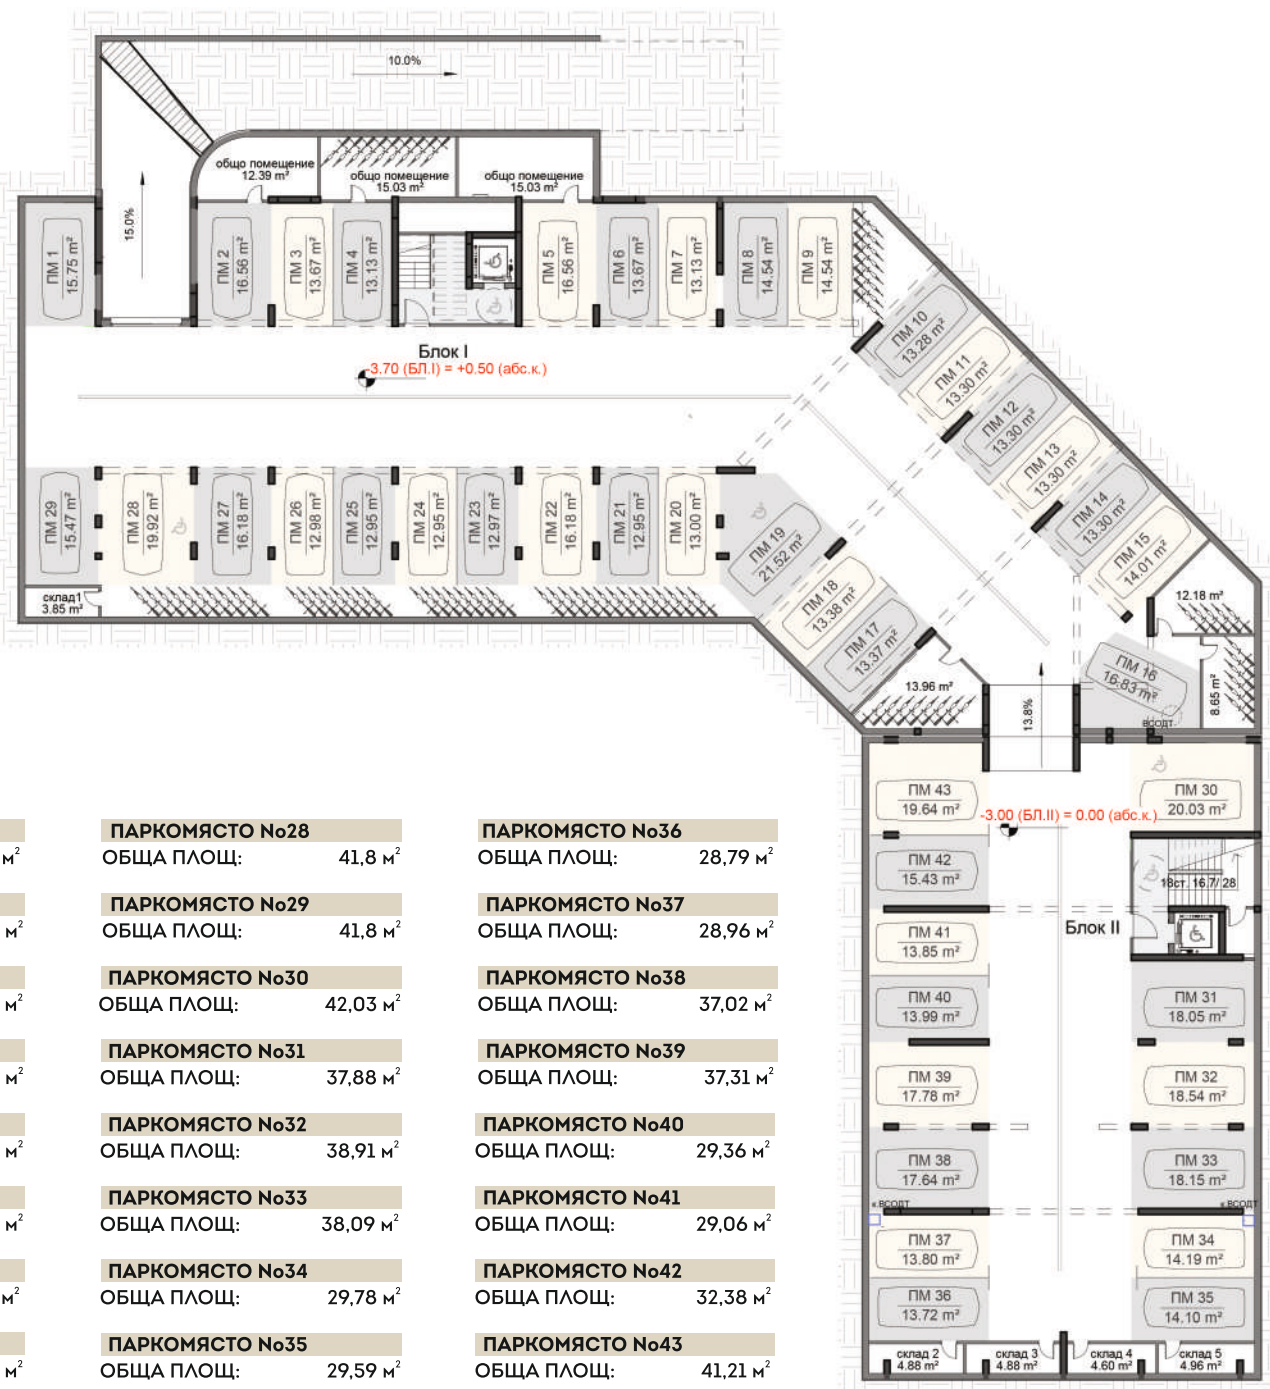 10.0%
15.0%
общо помещение
12.39 m²
общо помещение
15.03 m²
общо помещение
15.03 m²
ПМ 1
15.75 m²
ПМ 2
16.56 m²
ПМ 3
13.67 m²
ПМ 4
13.13 m²
ПМ 5
16.56 m²
ПМ 6
13.67 m²
ПМ 7
13.13 m²
ПМ 8
14.54 m²
ПМ 9
14.54 m²
ПМ 10
13.28 m²
ПМ 11
13.30 m²
ПМ 12
13.30 m²
ПМ 13
13.30 m²
ПМ 14
13.30 m²
ПМ 15
14.01 m²
Блок I
-3.70 (БЛ.I) = +0.50 (абс.к.)
ПМ 29
15.47 m²
ПМ 28
19.92 m²
ПМ 27
16.18 m²
ПМ 26
12.98 m²
ПМ 25
12.95 m²
ПМ 24
12.95 m²
ПМ 23
12.97 m²
ПМ 22
16.18 m²
ПМ 21
12.95 m²
ПМ 20
13.00 m²
ПМ 19
21.52 m²
ПМ 18
13.38 m²
ПМ 17
13.37 m²
склад1
3.85 m²
12.18 m²
ПМ 16
16.83 m²
8.65 m²
13.96 m²
13.8%
ВСОДТ
ПМ 43
19.64 m²
-3.00 (БЛ.II) = 0.00 (абс.к.)
ПМ 30
20.03 m²
ПМ 42
15.43 m²
18ст. 16.7/ 28
ПМ 41
13.85 m²
Блок II
ПМ 40
13.99 m²
ПМ 31
18.05 m²
ПМ 39
17.78 m²
ПМ 32
18.54 m²
ПМ 38
17.64 m²
ПМ 33
18.15 m²
к.ВСОДТ
к.ВСОДТ
ПМ 37
13.80 m²
ПМ 34
14.19 m²
ПМ 36
13.72 m²
ПМ 35
14.10 m²
склад 2
4.88 m²
склад 3
4.88 m²
склад 4
4.60 m²
склад 5
4.96 m²
м²
м²
м²
м²
м²
м²
м²
м²
ПАРКОМЯСТО No28
ОБЩА ПЛОЩ: 41,8 м²
ПАРКОМЯСТО No29
ОБЩА ПЛОЩ: 41,8 м²
ПАРКОМЯСТО No30
ОБЩА ПЛОЩ: 42,03 м²
ПАРКОМЯСТО No31
ОБЩА ПЛОЩ: 37,88 м²
ПАРКОМЯСТО No32
ОБЩА ПЛОЩ: 38,91 м²
ПАРКОМЯСТО No33
ОБЩА ПЛОЩ: 38,09 м²
ПАРКОМЯСТО No34
ОБЩА ПЛОЩ: 29,78 м²
ПАРКОМЯСТО No35
ОБЩА ПЛОЩ: 29,59 м²
ПАРКОМЯСТО No36
ОБЩА ПЛОЩ: 28,79 м²
ПАРКОМЯСТО No37
ОБЩА ПЛОЩ: 28,96 м²
ПАРКОМЯСТО No38
ОБЩА ПЛОЩ: 37,02 м²
ПАРКОМЯСТО No39
ОБЩА ПЛОЩ: 37,31 м²
ПАРКОМЯСТО No40
ОБЩА ПЛОЩ: 29,36 м²
ПАРКОМЯСТО No41
ОБЩА ПЛОЩ: 29,06 м²
ПАРКОМЯСТО No42
ОБЩА ПЛОЩ: 32,38 м²
ПАРКОМЯСТО No43
ОБЩА ПЛОЩ: 41,21 м²